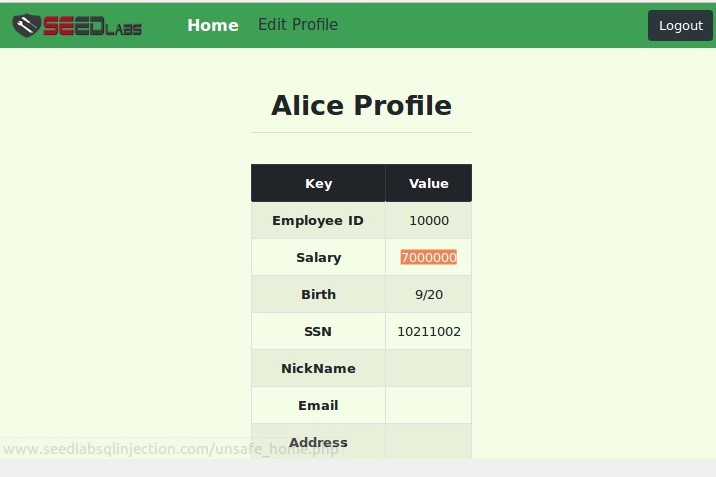 SEEDLABS Home Edit Profile Logout
Alice Profile
Key Value
Employee ID 10000
Salary 7000000
Birth 9/20
SSN 10211002
NickName
Email
Address
www.seedlabsqlinjection.com/unsafe_home.php